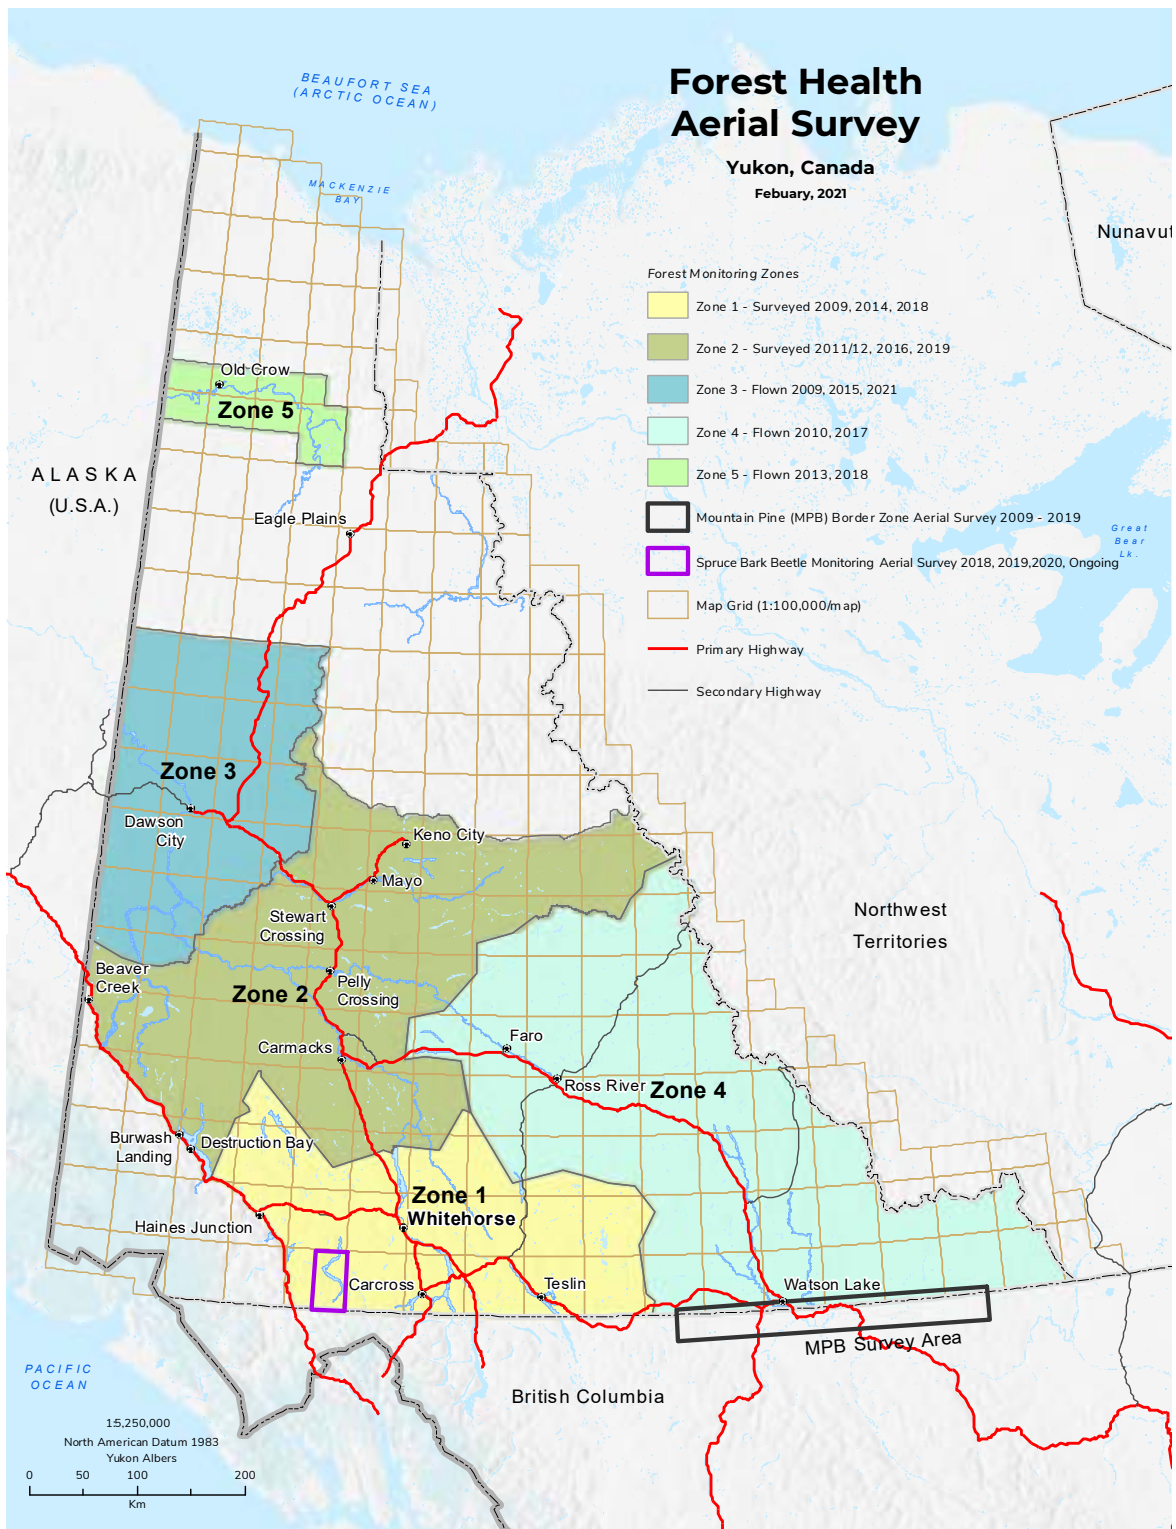 BEAUFORT SEA
(ARCTIC OCEAN)
Forest Health
Aerial Survey
Yukon, Canada
Febuary, 2021
MACKENZIE
BAY
Nunavut
Forest Monitoring Zones
Zone 1 - Surveyed 2009, 2014, 2018
Zone 2 - Surveyed 2011/12, 2016, 2019
Zone 3 - Flown 2009, 2015, 2021
Zone 4 - Flown 2010, 2017
Zone 5 - Flown 2013, 2018
Mountain Pine (MPB) Border Zone Aerial Survey 2009 - 2019
Spruce Bark Beetle Monitoring Aerial Survey 2018, 2019,2020, Ongoing
Map Grid (1:100,000/map)
Primary Highway
Secondary Highway
Great
Bear
Lk.
Old Crow
Zone 5
ALASKA
(U.S.A.)
Eagle Plains
Zone 3
Dawson
City
Keno City
Mayo
Stewart
Crossing
Northwest
Territories
Beaver
Creek
Zone 2
Pelly
Crossing
Carmacks
Faro
Ross River
Zone 4
Burwash
Landing
Destruction Bay
Zone 1
Whitehorse
Haines Junction
Carcross
Teslin
Watson Lake
MPB Survey Area
PACIFIC
OCEAN
British Columbia
1:5,250,000
North American Datum 1983
Yukon Albers
0 50 100 200
Km